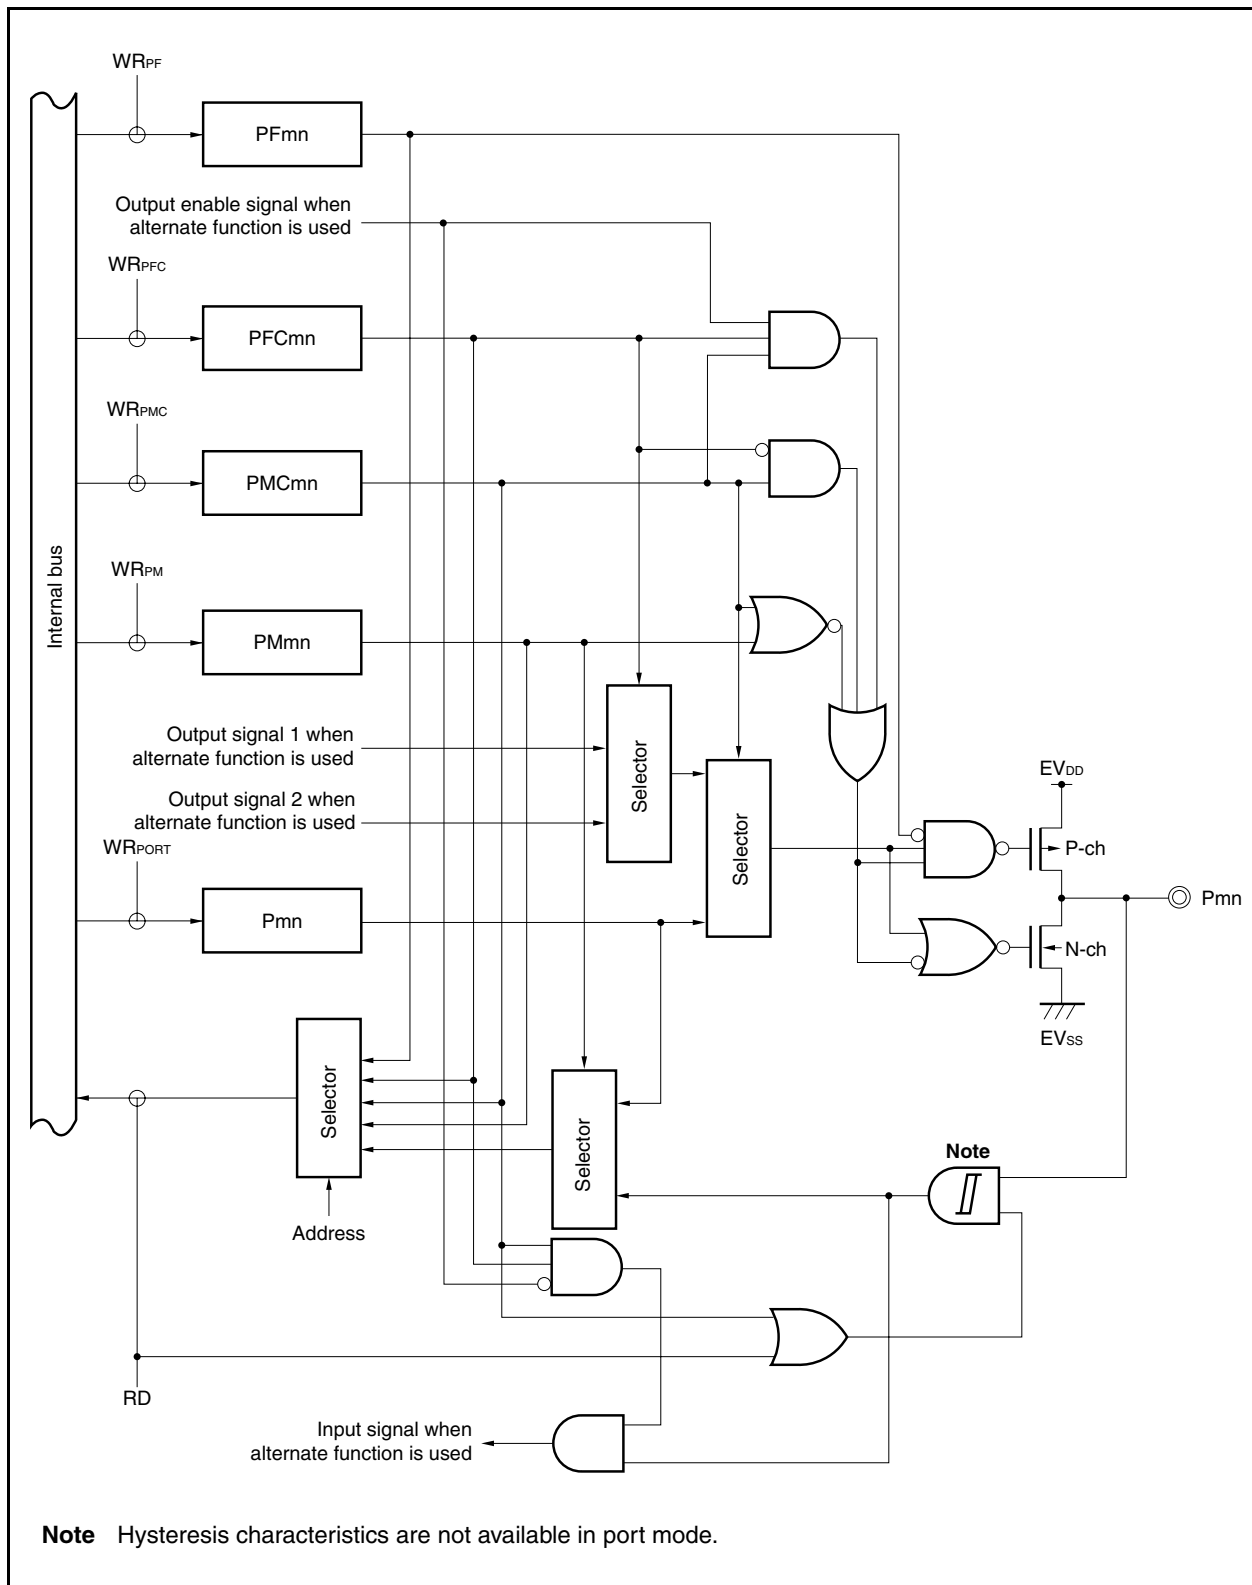 WRPF
PFmn
Output enable signal when
alternate function is used
WRPFC
PFCmn
WRPMC
PMCmn
Internal bus
WRPM
PMmn
Output signal 1 when
alternate function is used
Selector
Output signal 2 when
alternate function is used
Selector
EVDD
P-ch
WRPORT
Pmn
Pmn
N-ch
EVSS
Selector
Selector
Note
Address
RD
Input signal when
alternate function is used
Note Hysteresis characteristics are not available in port mode.